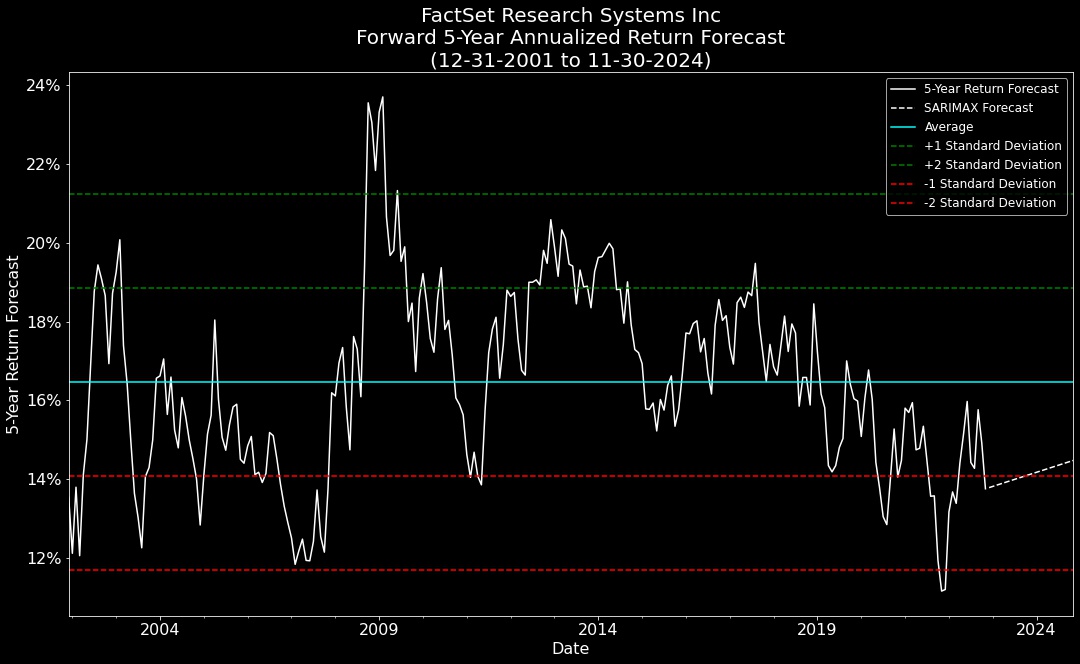 FactSet Research Systems Inc
Forward 5-Year Annualized Return Forecast
(12-31-2001 to 11-30-2024)
24%
22%
20%
18%
16%
14%
12%
5-Year Return Forecast
5-Year Return Forecast
SARIMAX Forecast
Average
+1 Standard Deviation
+2 Standard Deviation
-1 Standard Deviation
-2 Standard Deviation
2004
2009
2014
2019
2024
Date